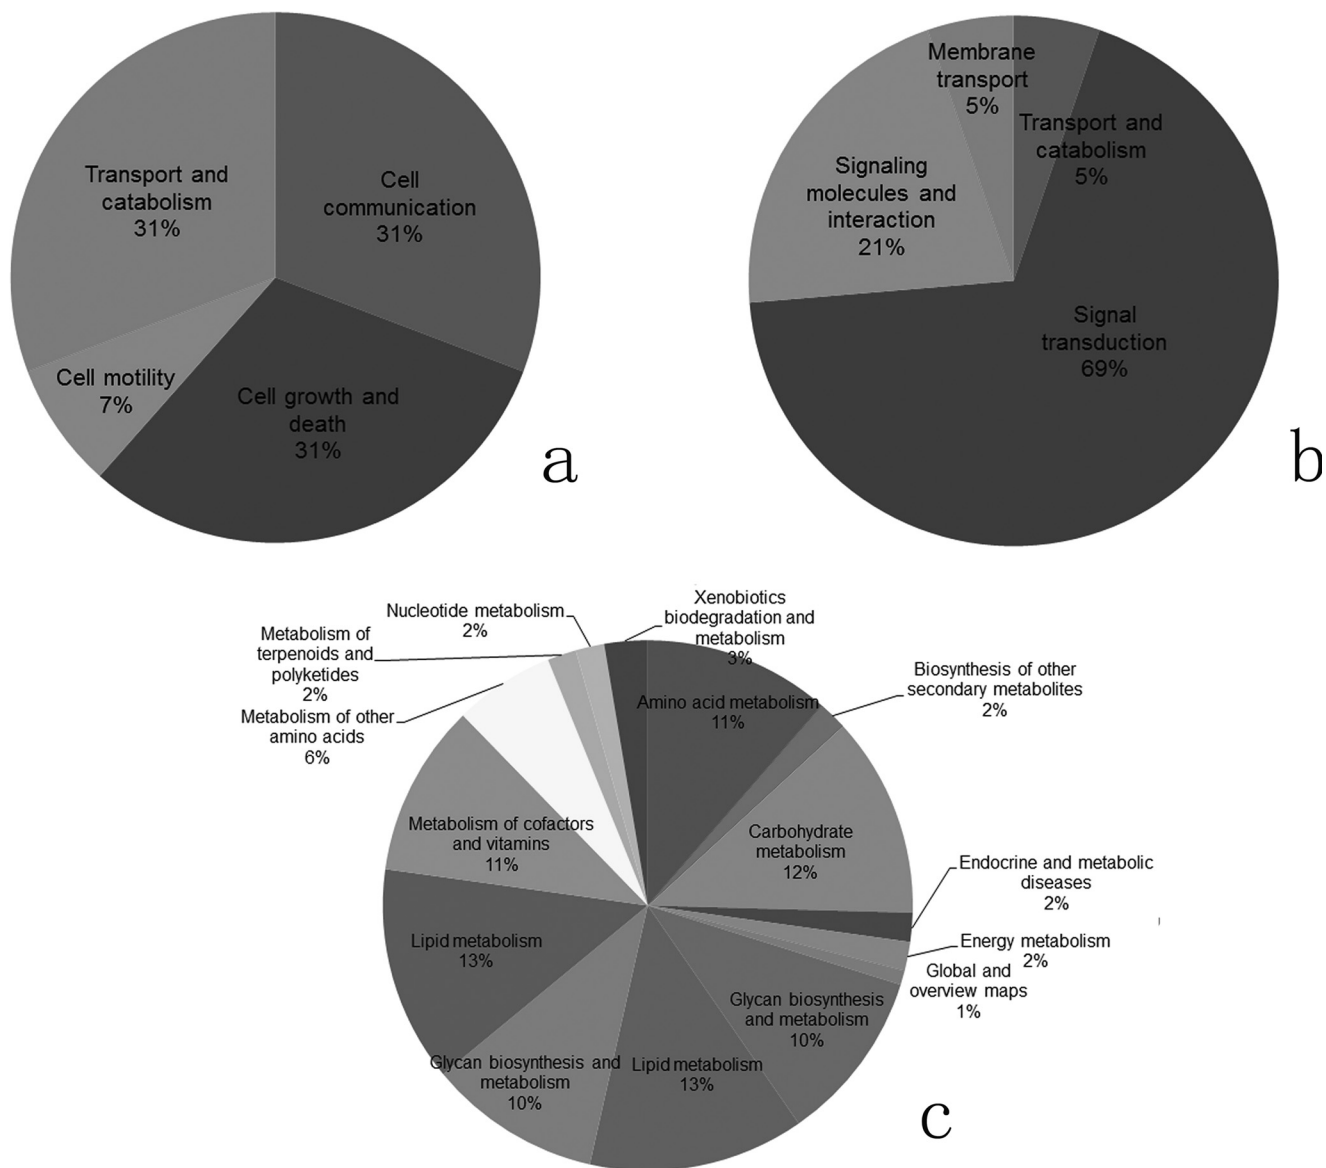 Transport and
catabolism
31%
Cell
communication
31%
Cell motility
7%
Cell growth and
death
31%
a
Membrane
transport
5%
Transport and
catabolism
5%
Signaling
molecules and
interaction
21%
Signal
transduction
69%
b
Nucleotide metabolism
2%
Xenobiotics
biodegradation and
metabolism
3%
Metabolism of
terpenoids and
polyketides
2%
Metabolism of other
amino acids
6%
Amino acid metabolism
11%
Biosynthesis of other
secondary metabolites
2%
Metabolism of cofactors
and vitamins
11%
Carbohydrate
metabolism
12%
Endocrine and metabolic
diseases
2%
Energy metabolism
2%
Global and
overview maps
1%
Lipid metabolism
13%
Glycan biosynthesis
and metabolism
10%
Glycan biosynthesis and
metabolism
10%
Lipid metabolism
13%
c